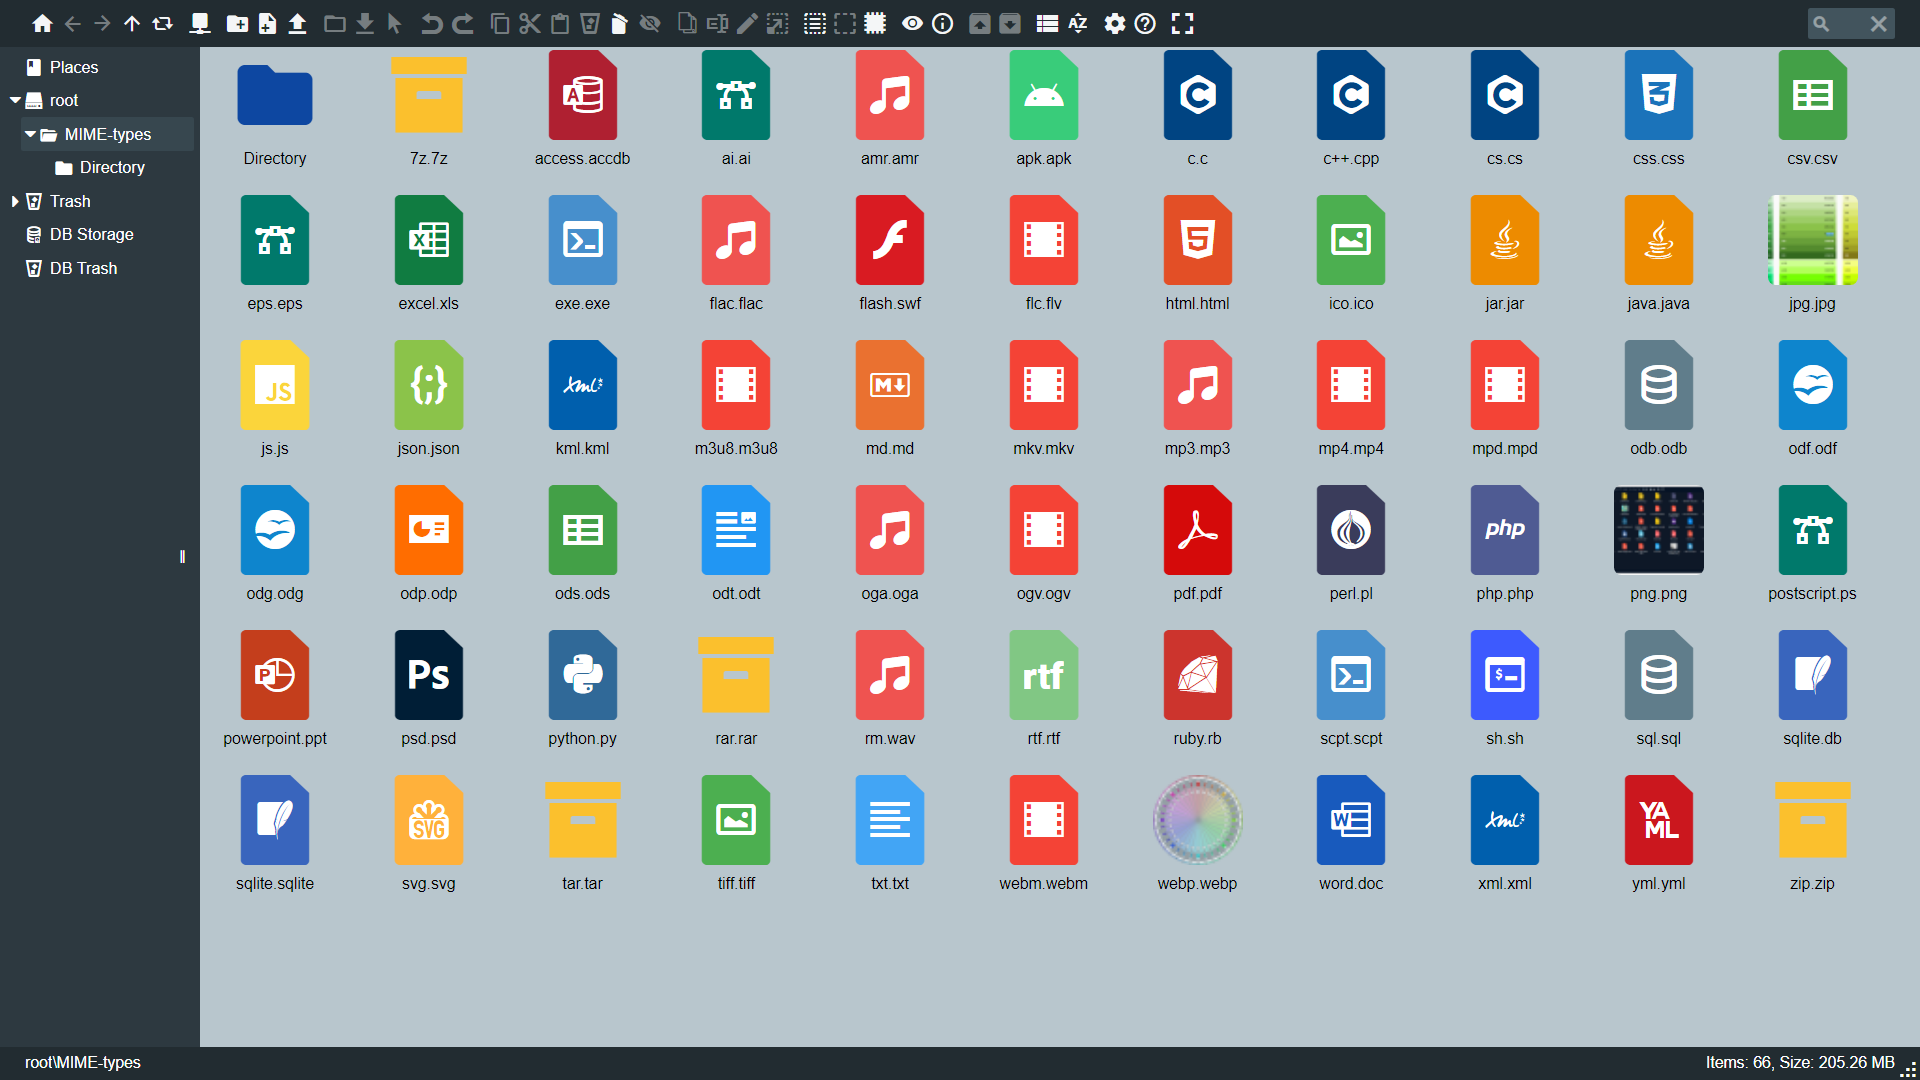 Places
root
MIME-types
Directory
Trash
DB Storage
DB Trash
Directory 7z.7z access.accdb ai.ai amr.amr apk.apk c.c c++.cpp cs.cs css.css csv.csv
eps.eps excel.xls exe.exe flac.flac flash.swf flc.flv html.html ico.ico jar.jar java.java jpg.jpg
js.js json.json kml.kml m3u8.m3u8 md.md mkv.mkv mp3.mp3 mp4.mp4 mpd.mpd odb.odb odf.odf
odg.odg odp.odp ods.ods odt.odt oga.oga ogv.ogv pdf.pdf perl.pl php.php png.png postscript.ps
powerpoint.ppt psd.psd python.py rar.rar rm.wav rtf.rtf ruby.rb scpt.scpt sh.sh sql.sql sqlite.db
sqlite.sqlite svg.svg tar.tar tiff.tiff txt.txt webm.webm webp.webp word.doc xml.xml yml.yml zip.zip
root\MIME-types
Items: 66, Size: 205.26 MB